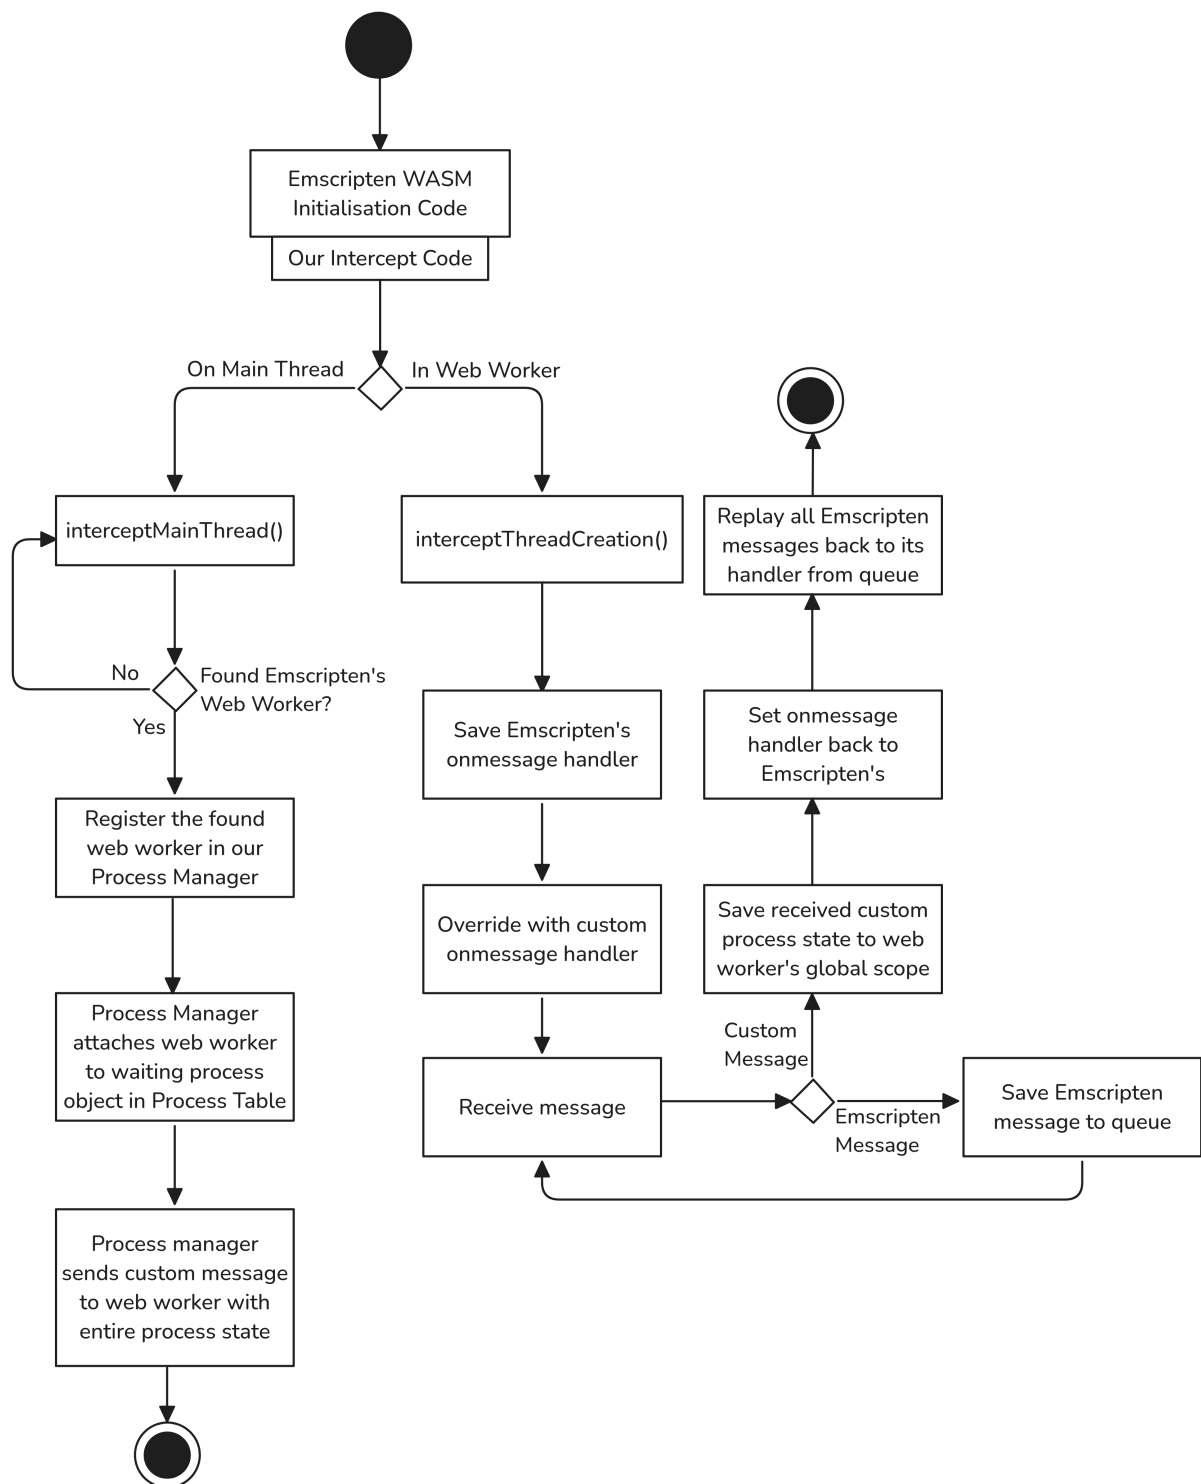 Emscripten WASM
Initialisation Code
Our Intercept Code
On Main Thread
In Web Worker
interceptMainThread()
No
Found Emscripten's
Web Worker?
Yes
Register the found
web worker in our
Process Manager
Process Manager
attaches web worker
to waiting process
object in Process Table
Process manager
sends custom message
to web worker with
entire process state
interceptThreadCreation()
Save Emscripten's
onmessage handler
Override with custom
onmessage handler
Receive message
Custom
Message
Emscripten
Message
Save Emscripten
message to queue
Save received custom
process state to web
worker's global scope
Set onmessage
handler back to
Emscripten's
Replay all Emscripten
messages back to its
handler from queue